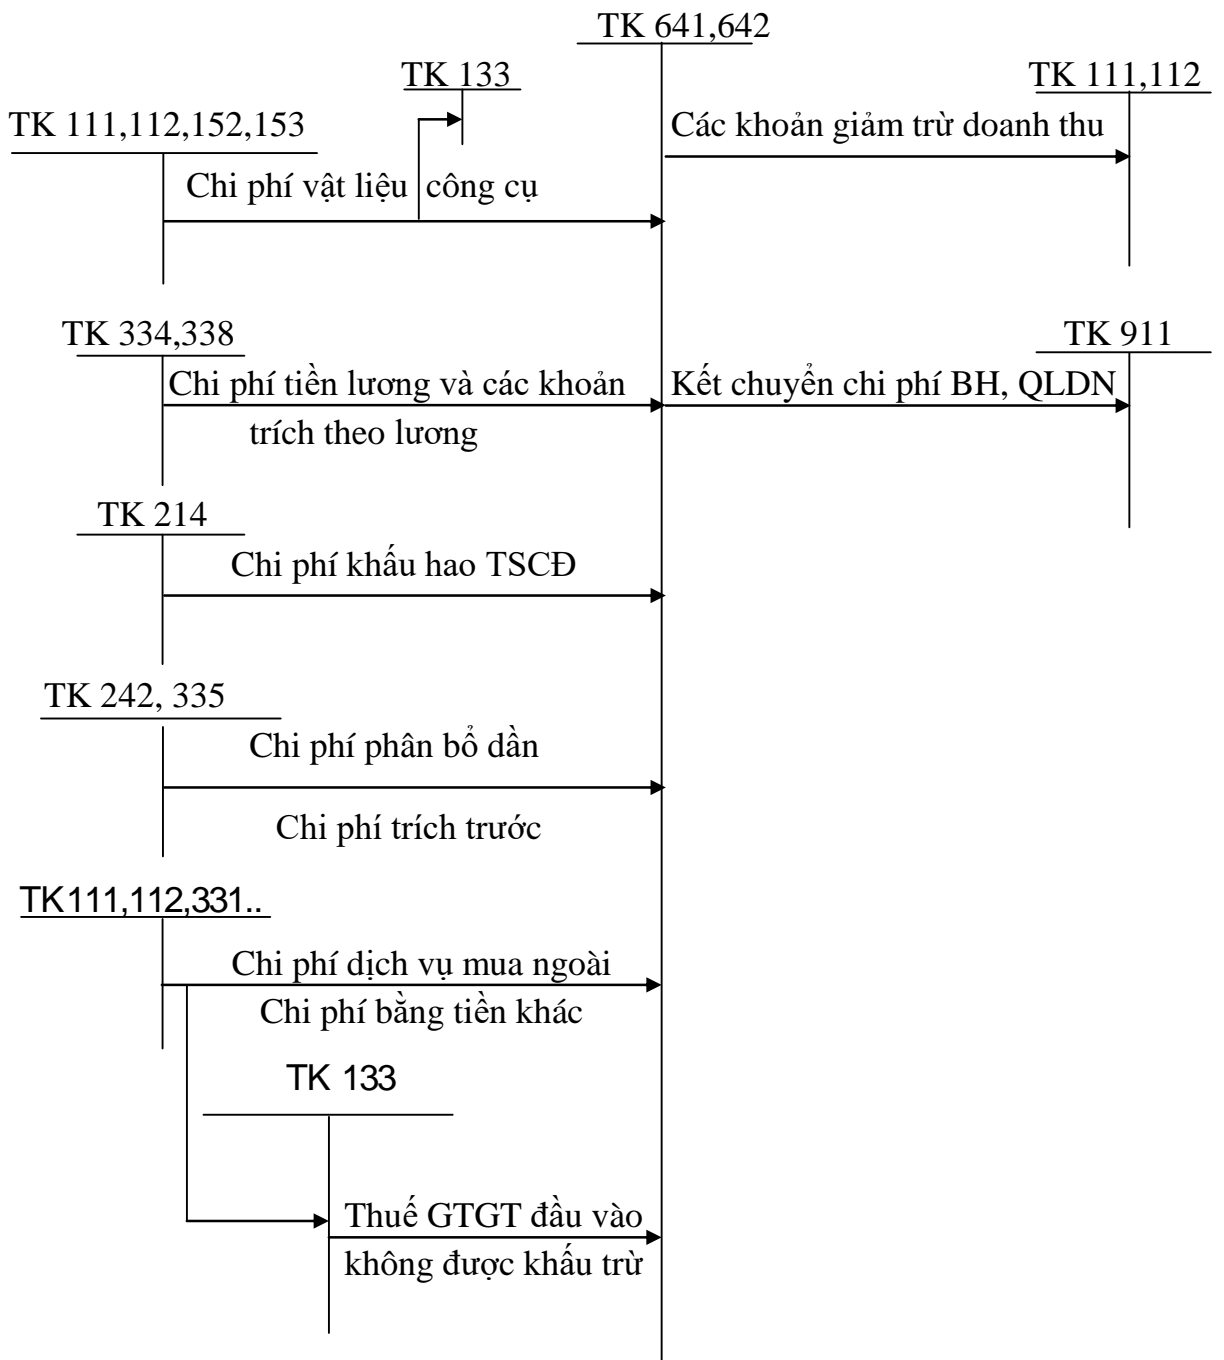 TK 641,642
TK 133
TK 111,112
TK 111,112,152,153
Các khoản giảm trừ doanh thu
Chi phí vật liệu công cụ
TK 334,338
TK 911
Chi phí tiền lương và các khoản
trích theo lương
Kết chuyển chi phí BH, QLDN
TK 214
Chi phí khấu hao TSCĐ
TK 242, 335
Chi phí phân bổ dần
Chi phí trích trước
TK111,112,331..
Chi phí dịch vụ mua ngoài
Chi phí bằng tiền khác
TK 133
Thuế GTGT đầu vào
không được khấu trừ